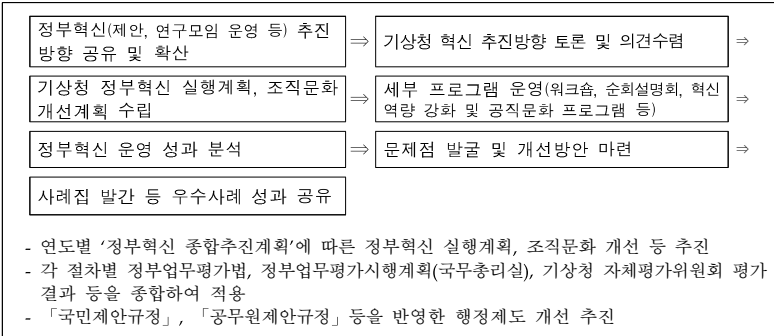 정부혁신(제안, 연구모임 운영 등) 추진
방향 공유 및 확산
⇒
기상청 혁신 추진방향 토론 및 의견수렴
⇒
기상청 정부혁신 실행계획, 조직문화
개선계획 수립
⇒
세부 프로그램 운영(워크숍, 순회설명회, 혁신
역량 강화 및 공직문화 프로그램 등)
⇒
정부혁신 운영 성과 분석
⇒
문제점 발굴 및 개선방안 마련
⇒
사례집 발간 등 우수사례 성과 공유
- 연도별 ‘정부혁신 종합추진계획’에 따른 정부혁신 실행계획, 조직문화 개선 등 추진
- 각 절차별 정부업무평가법, 정부업무평가시행계획(국무총리실), 기상청 자체평가위원회 평가
결과 등을 종합하여 적용
- 「국민제안규정」, 「공무원제안규정」 등을 반영한 행정제도 개선 추진